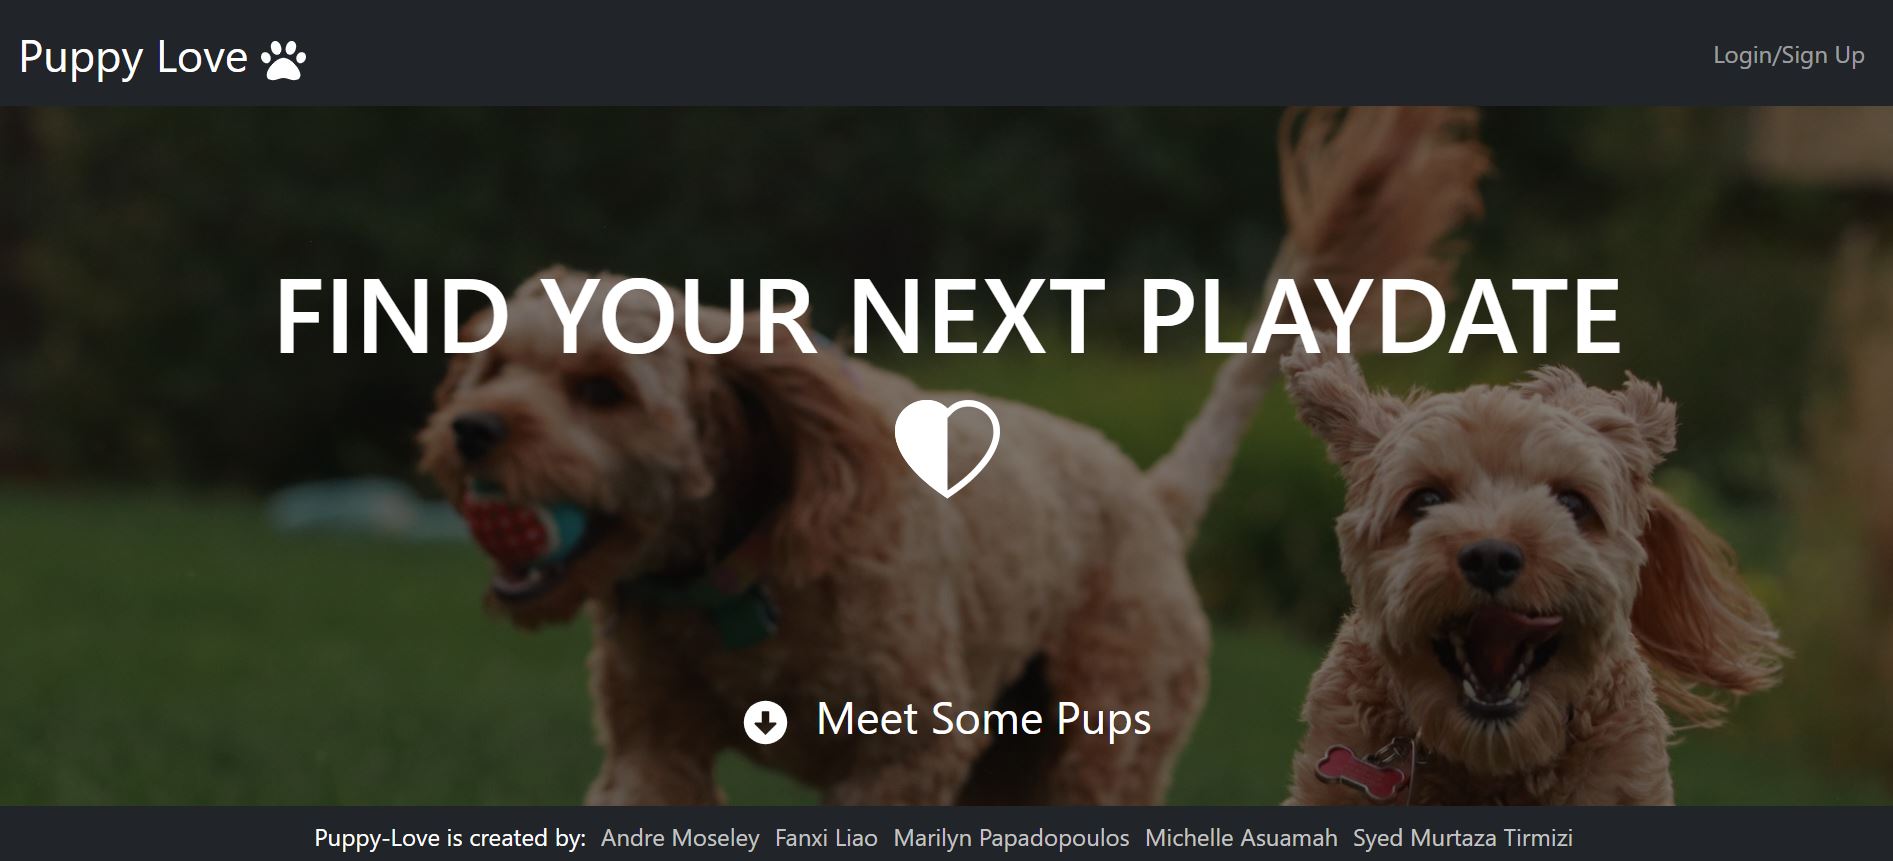 Puppy Love
Login/Sign Up
FIND YOUR NEXT PLAYDATE
Meet Some Pups
Puppy-Love is created by: Andre Moseley Fanxi Liao Marilyn Papadopoulos Michelle Asuamah Syed Murtaza Tirmizi